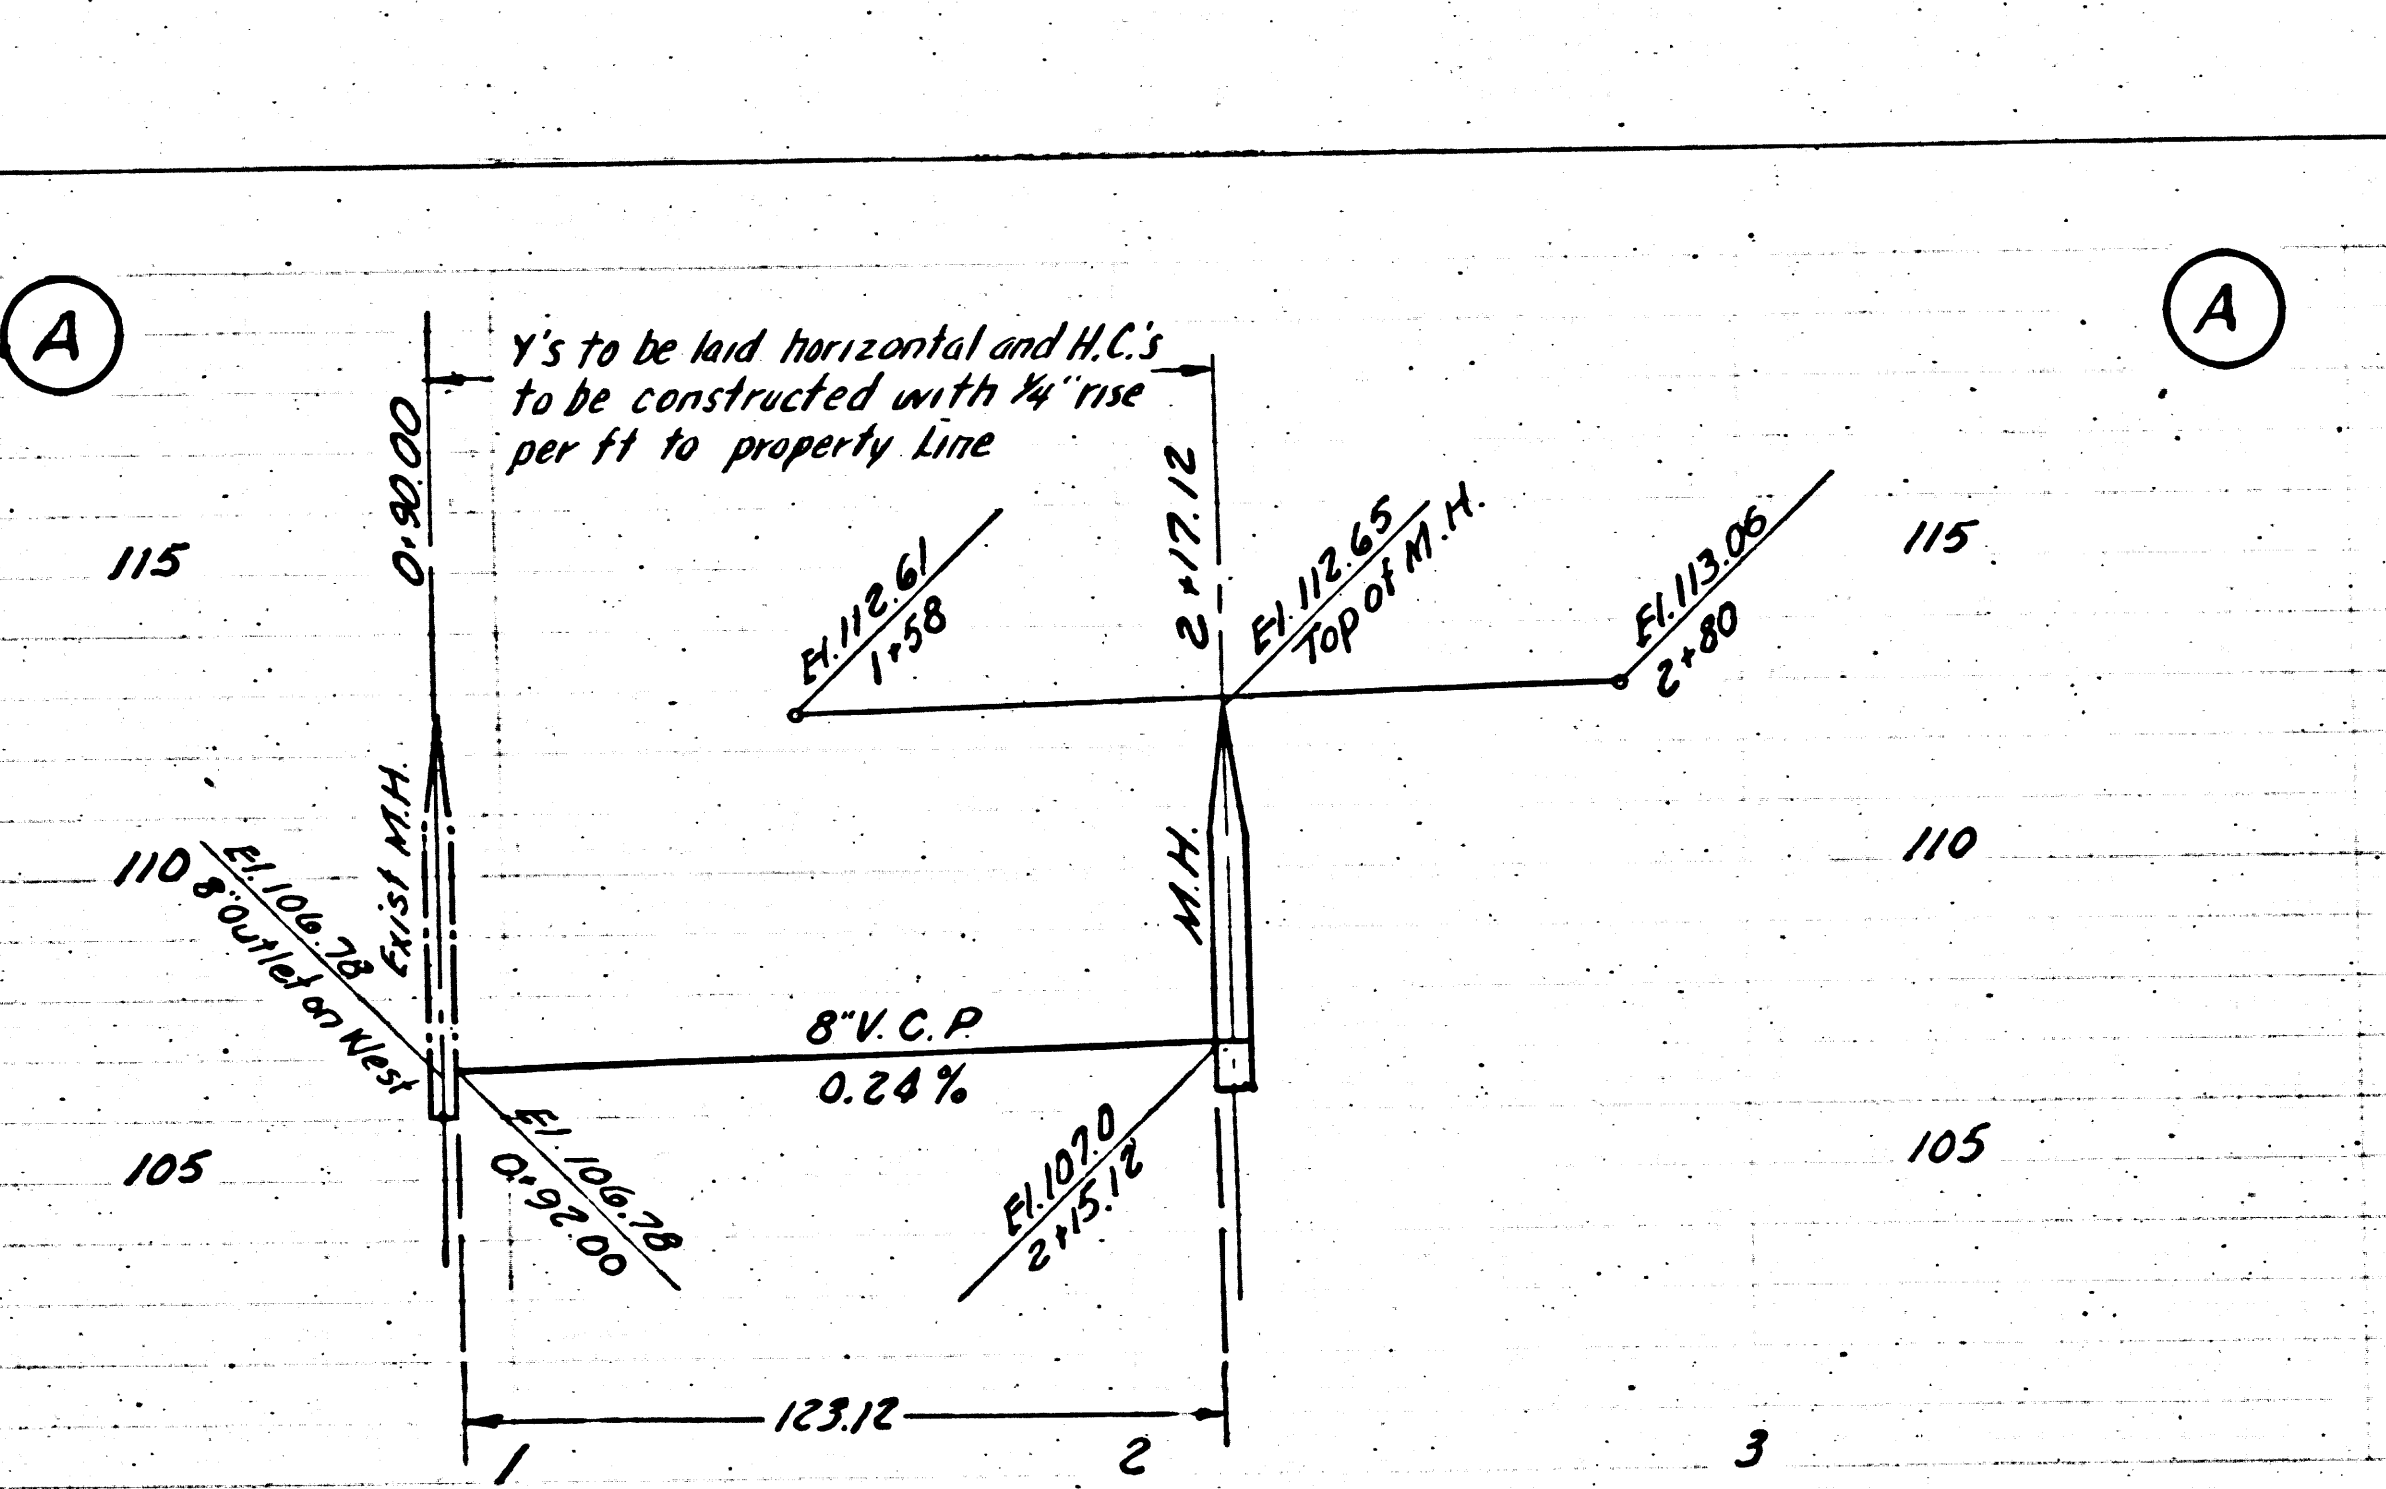 A
A
Y's to be laid horizontal and H.C.'s
to be constructed with 1/4" rise
per ft to property Line
0+90.00
2+17.12
115
115
El. 112.61
1+58
El. 112.65
Top of M.H.
El. 113.06
2+80
Exist M.H.
M.H.
110
110
El. 106.78
8" Outlet on West
8" V.C.P.
0.24%
El. 106.78
0+92.00
El. 107.0
2+15.12
105
105
123.12
1
2
3